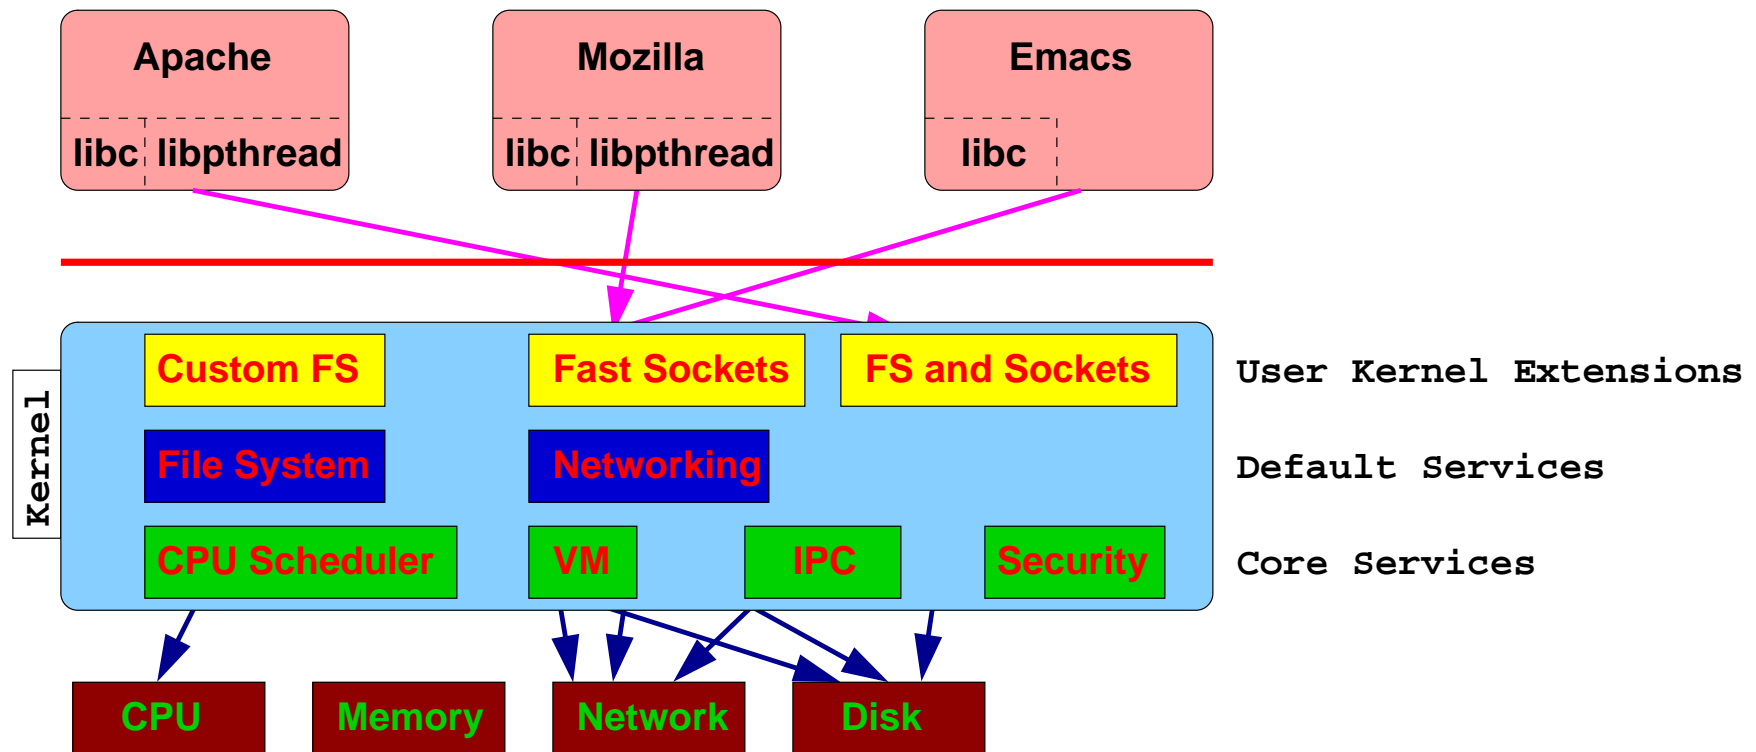 Apache
Mozilla
Emacs
libc libpthread
libc libpthread
libc
Kernel
Custom FS
Fast Sockets
FS and Sockets
User Kernel Extensions
File System
Networking
Default Services
CPU Scheduler
VM
IPC
Security
Core Services
CPU
Memory
Network
Disk